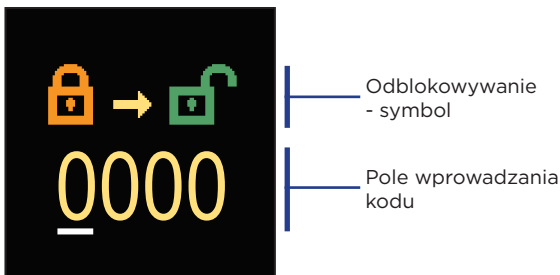 Odblokowywanie
- symbol
0000
Pole wprowadzania
kodu